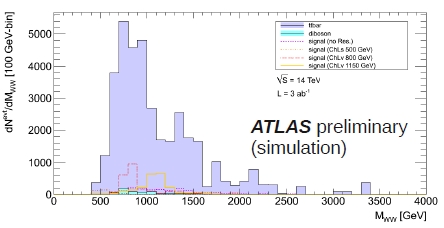 dN^evt/dM_WW [100 GeV-bin]
5000
4000
3000
2000
1000
0
ttbar
diboson
signal (no Res.)
signal (ChLs 500 GeV)
signal (ChLv 800 GeV)
signal (ChLv 1150 GeV)
√S = 14 TeV
L = 3 ab⁻¹
ATLAS preliminary
(simulation)
0 500 1000 1500 2000 2500 3000 3500 4000
M_WW [GeV]